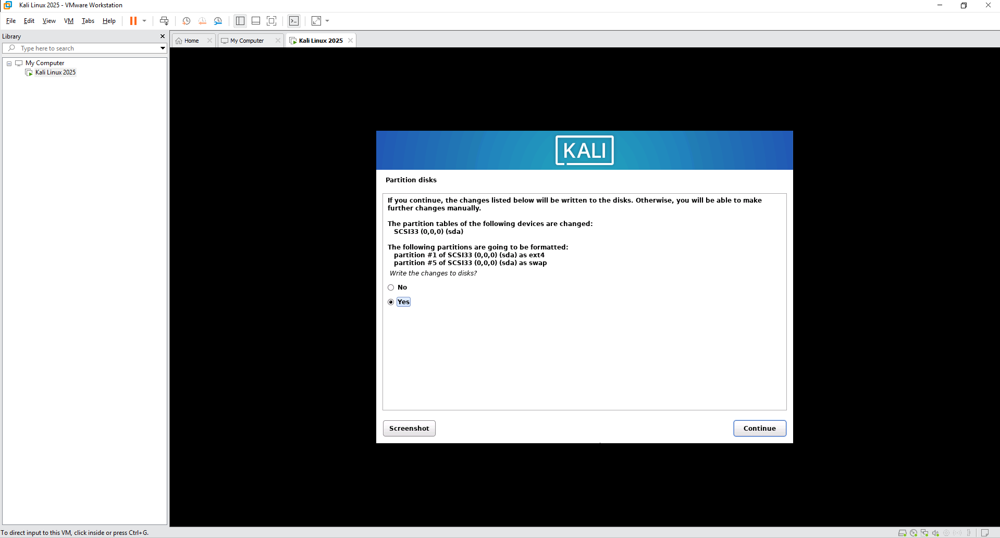 Kali Linux 2025 - VMware Workstation
File Edit View VM Tabs Help
Library
Home
My Computer
Kali Linux 2025
Type here to search
My Computer
Kali Linux 2025
KALI
Partition disks
If you continue, the changes listed below will be written to the disks. Otherwise, you will be able to make
further changes manually.
The partition tables of the following devices are changed:
SCSI33 (0,0,0) (sda)
The following partitions are going to be formatted:
partition #1 of SCSI33 (0,0,0) (sda) as ext4
partition #5 of SCSI33 (0,0,0) (sda) as swap
Write the changes to disks?
No
Yes
Screenshot
Continue
To direct input to this VM, click inside or press Ctrl+G.